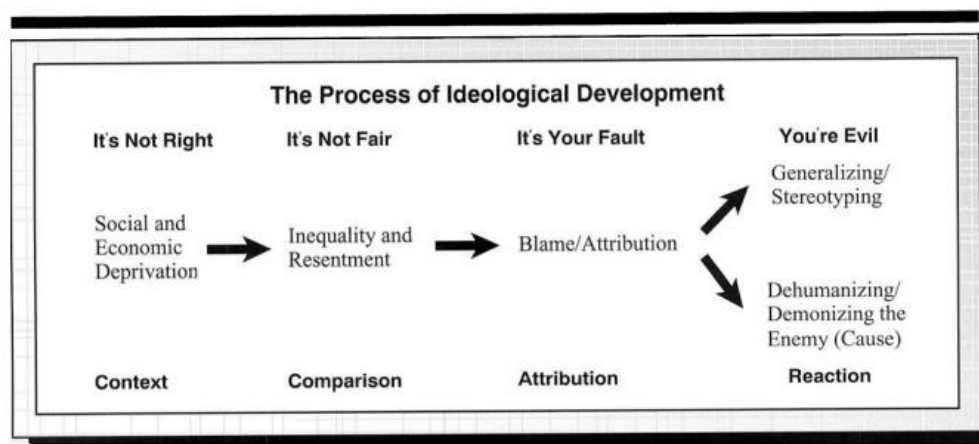 The Process of Ideological Development
It's Not Right
It's Not Fair
It's Your Fault
You're Evil
Social and
Economic
Deprivation
Inequality and
Resentment
Blame/Attribution
Generalizing/
Stereotyping
Dehumanizing/
Demonizing the
Enemy (Cause)
Context
Comparison
Attribution
Reaction